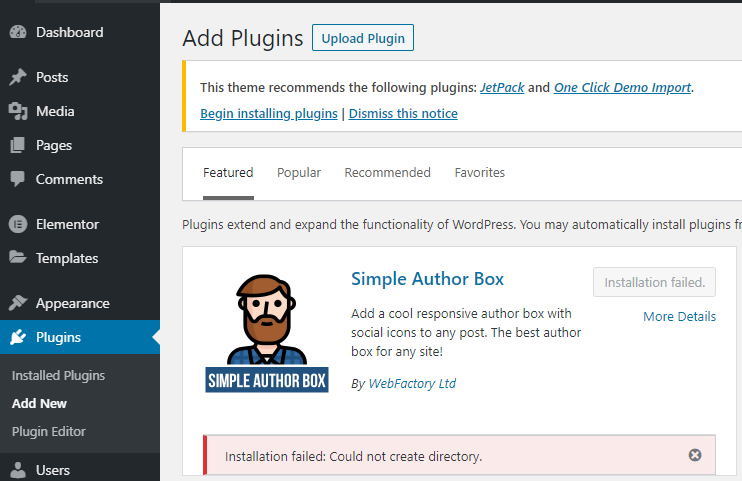 Dashboard
Posts
Media
Pages
Comments
Elementor
Templates
Appearance
Plugins
Installed Plugins
Add New
Plugin Editor
Users
Add Plugins
Upload Plugin
This theme recommends the following plugins: JetPack and One Click Demo Import.
Begin installing plugins | Dismiss this notice
Featured
Popular
Recommended
Favorites
Plugins extend and expand the functionality of WordPress. You may automatically install plugins
SIMPLE AUTHOR BOX
Simple Author Box
Installation failed.
More Details
Add a cool responsive author box with
social icons to any post. The best author
box for any site!
By WebFactory Ltd
Installation failed: Could not create directory.